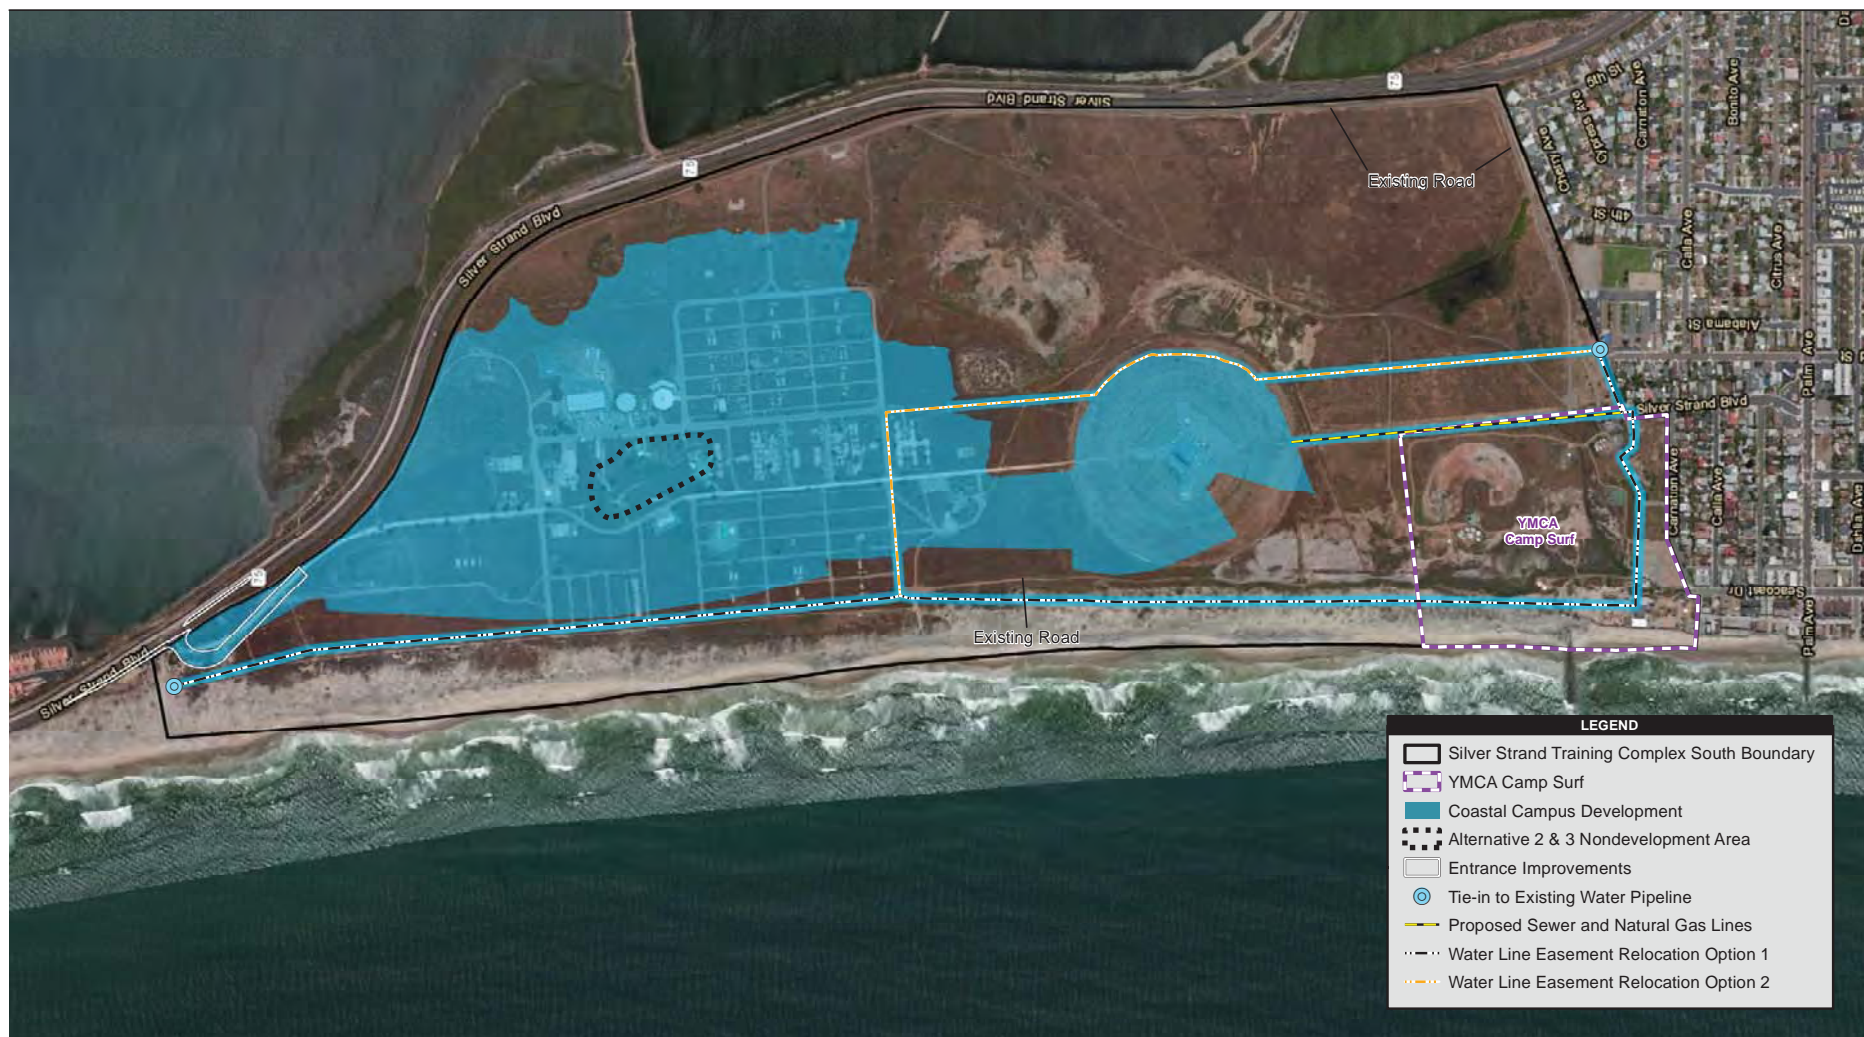 Silver Strand Blvd
75
5th St
Carnation Ave
Bonito Ave
Cypress Ave
Cherry Ave
Existing Road
4th St
75
Calla Ave
Citrus Ave
Silver Strand Blvd
Alabama St
Palm Ave
Silver Strand Blvd
Carnation Ave
Calla Ave
Dahlia Ave
YMCA
Camp Surf
75
Seacoast Dr
Palm Ave
Existing Road
Silver Strand Blvd
LEGEND
Silver Strand Training Complex South Boundary
YMCA Camp Surf
Coastal Campus Development
Alternative 2 & 3 Nondevelopment Area
Entrance Improvements
Tie-in to Existing Water Pipeline
Proposed Sewer and Natural Gas Lines
Water Line Easement Relocation Option 1
Water Line Easement Relocation Option 2